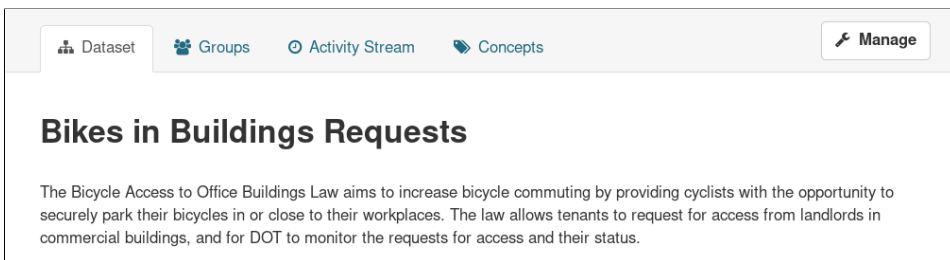 Dataset Groups Activity Stream Concepts Manage
Bikes in Buildings Requests
The Bicycle Access to Office Buildings Law aims to increase bicycle commuting by providing cyclists with the opportunity to
securely park their bicycles in or close to their workplaces. The law allows tenants to request for access from landlords in
commercial buildings, and for DOT to monitor the requests for access and their status.